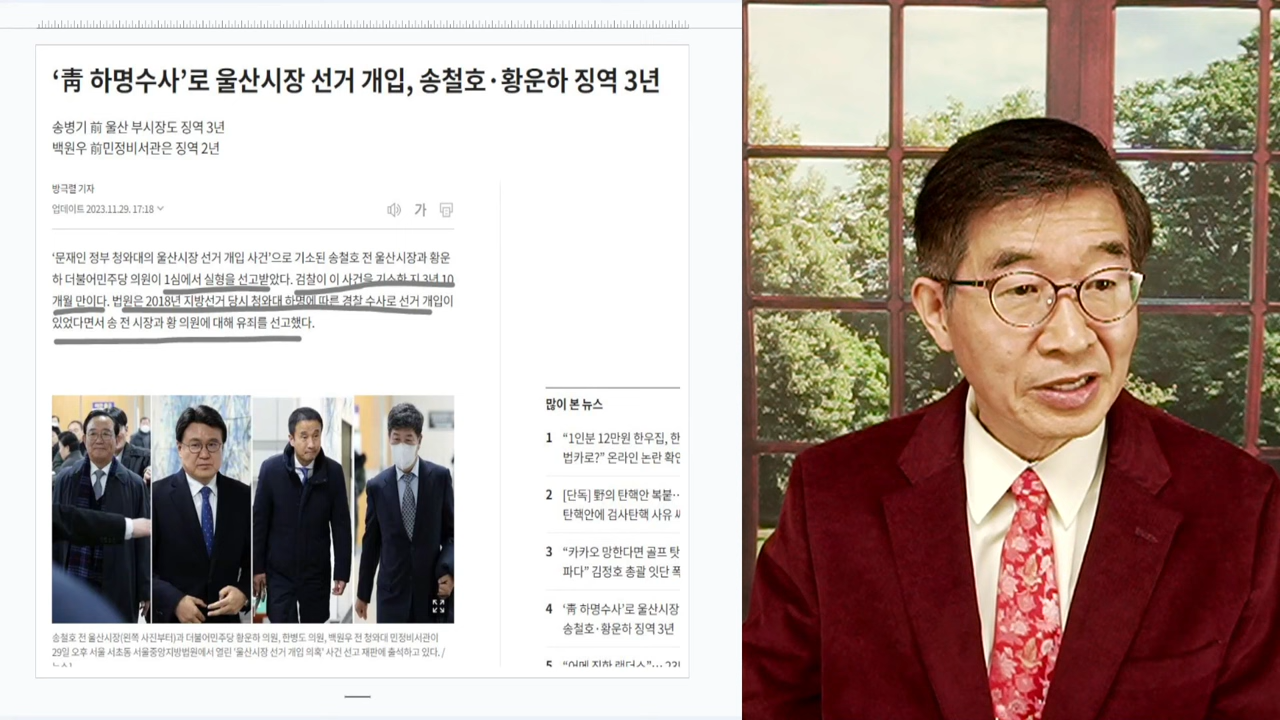 ‘靑 하명수사’로 울산시장 선거 개입, 송철호·황운하 징역 3년
송병기 前 울산 부시장도 징역 3년
백원우 前민정비서관은 징역 2년
방극렬 기자
업데이트 2023.11.29. 17:18
가
‘문재인 정부 청와대의 울산시장 선거 개입 사건’으로 기소된 송철호 전 울산시장과 황운
하 더불어민주당 의원이 1심에서 실형을 선고받았다. 검찰이 이 사건을 기소한 지 3년 10
개월 만이다. 법원은 2018년 지방선거 당시 청와대 하명에 따른 경찰 수사로 선거 개입이
있었다면서 송 전 시장과 황 의원에 대해 유죄를 선고했다.
송철호 전 울산시장(왼쪽 사진부터)과 더불어민주당 황운하 의원, 한병도 의원, 백원우 전 청와대 민정비서관이
29일 오후 서울 서초동 서울중앙지방법원에서 열린 '울산시장 선거 개입 의혹' 사건 선고 재판에 출석하고 있다. /
많이 본 뉴스
1 “1인분 12만원 한우집, 한
법카로?” 온라인 논란 확인
2 [단독] 野의 탄핵안 복붙…
탄핵안에 검사탄핵 사유 써
3 “카카오 망한다면 골프 탓
파다” 김정호 총괄 잇단 폭
4 ‘靑 하명수사’로 울산시장
송철호·황운하 징역 3년
5